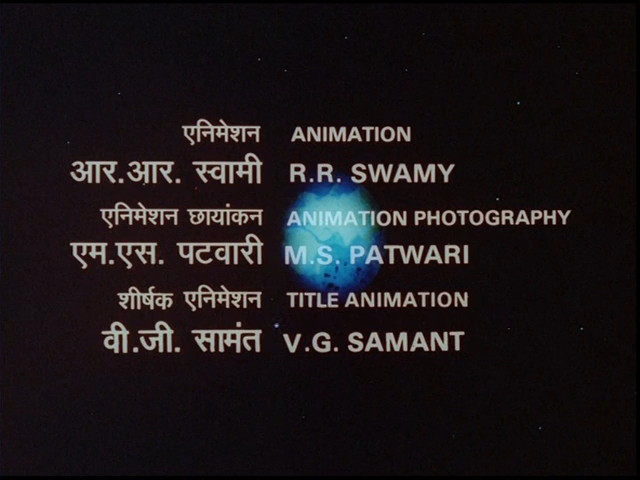 एनिमेशन ANIMATION
आर.आर. स्वामी R.R. SWAMY
एनिमेशन छायांकन ANIMATION PHOTOGRAPHY
एम.एस. पटवारी M.S. PATWARI
शीर्षक एनिमेशन TITLE ANIMATION
वी.जी. सामंत V.G. SAMANT